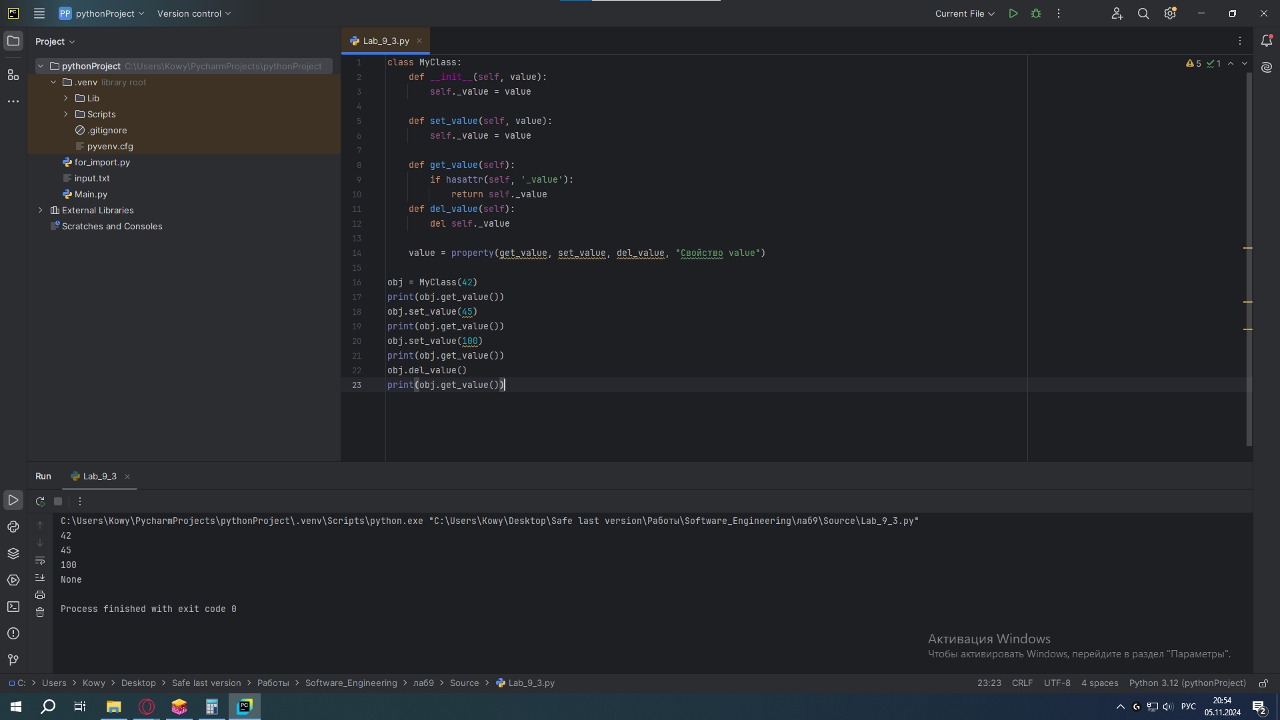 PC PP pythonProject Version control Current File
Project
Lab_9_3.py
pythonProject C:\Users\Kowy\PycharmProjects\pythonProject
.venv library root
Lib
Scripts
.gitignore
pyvenv.cfg
for_import.py
input.txt
Main.py
External Libraries
Scratches and Consoles
5 1
1 class MyClass:
2 def __init__(self, value):
3 self._value = value
4
5 def set_value(self, value):
6 self._value = value
7
8 def get_value(self):
9 if hasattr(self, '_value'):
10 return self._value
11 def del_value(self):
12 del self._value
13
14 value = property(get_value, set_value, del_value, "Свойство value")
15
16 obj = MyClass(42)
17 print(obj.get_value())
18 obj.set_value(45)
19 print(obj.get_value())
20 obj.set_value(100)
21 print(obj.get_value())
22 obj.del_value()
23 print(obj.get_value())
Run Lab_9_3
C:\Users\Kowy\PycharmProjects\pythonProject\.venv\Scripts\python.exe "C:\Users\Kowy\Desktop\Safe last version\Работы\Software_Engineering\лаб9\Source\Lab_9_3.py"
42
45
100
None
Process finished with exit code 0
Активация Windows
Чтобы активировать Windows, перейдите в раздел "Параметры".
C: Users Kowy Desktop Safe last version Работы Software_Engineering лаб9 Source Lab_9_3.py 23:23 CRLF UTF-8 4 spaces Python 3.12 (pythonProject)
PC РУС 20:54
05.11.2024 2